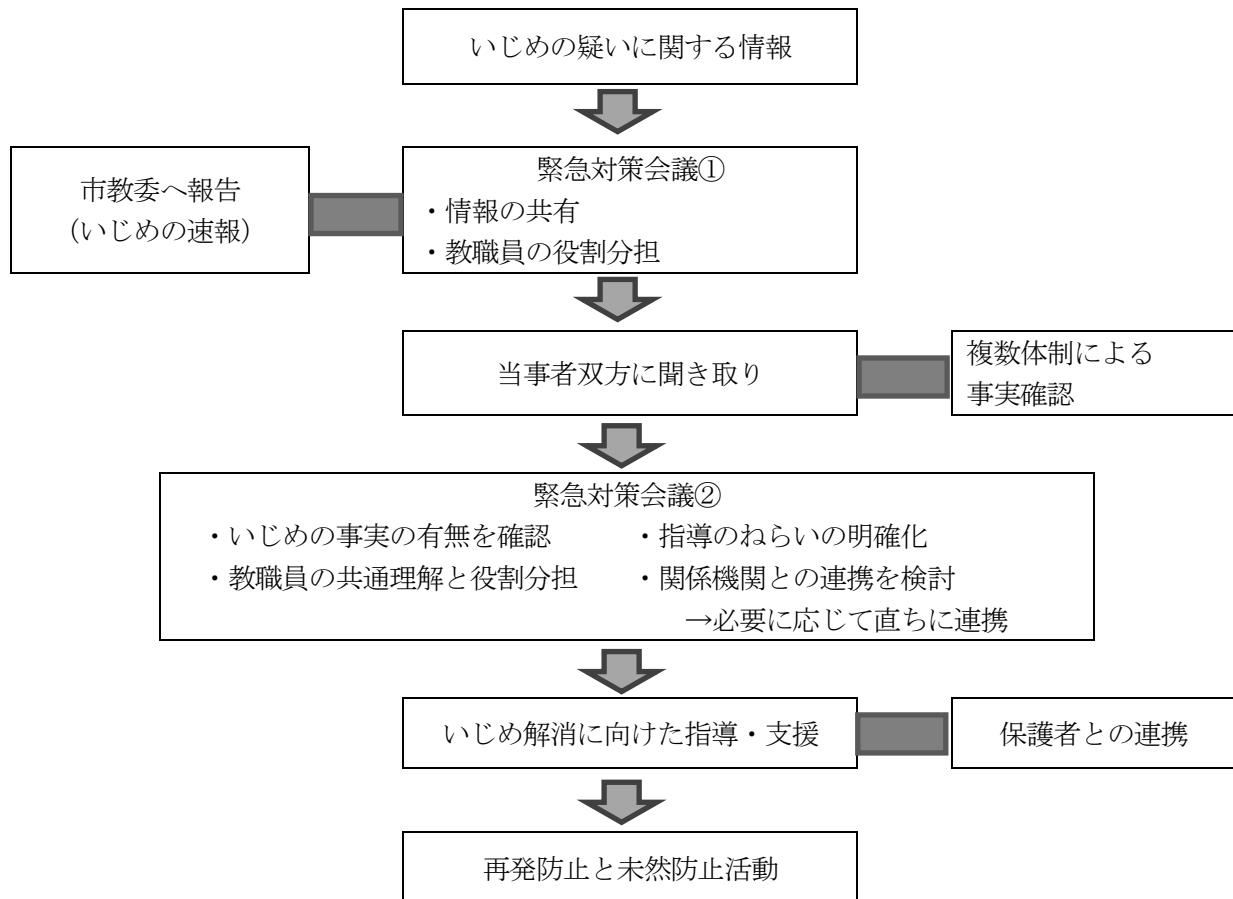 いじめの疑いに関する情報
市教委へ報告
（いじめの速報）
緊急対策会議①
・情報の共有
・教職員の役割分担
当事者双方に聞き取り
複数体制による
事実確認
緊急対策会議②
・いじめの事実の有無を確認
・教職員の共通理解と役割分担
・指導のねらいの明確化
・関係機関との連携を検討
→必要に応じて直ちに連携
いじめ解消に向けた指導・支援
保護者との連携
再発防止と未然防止活動